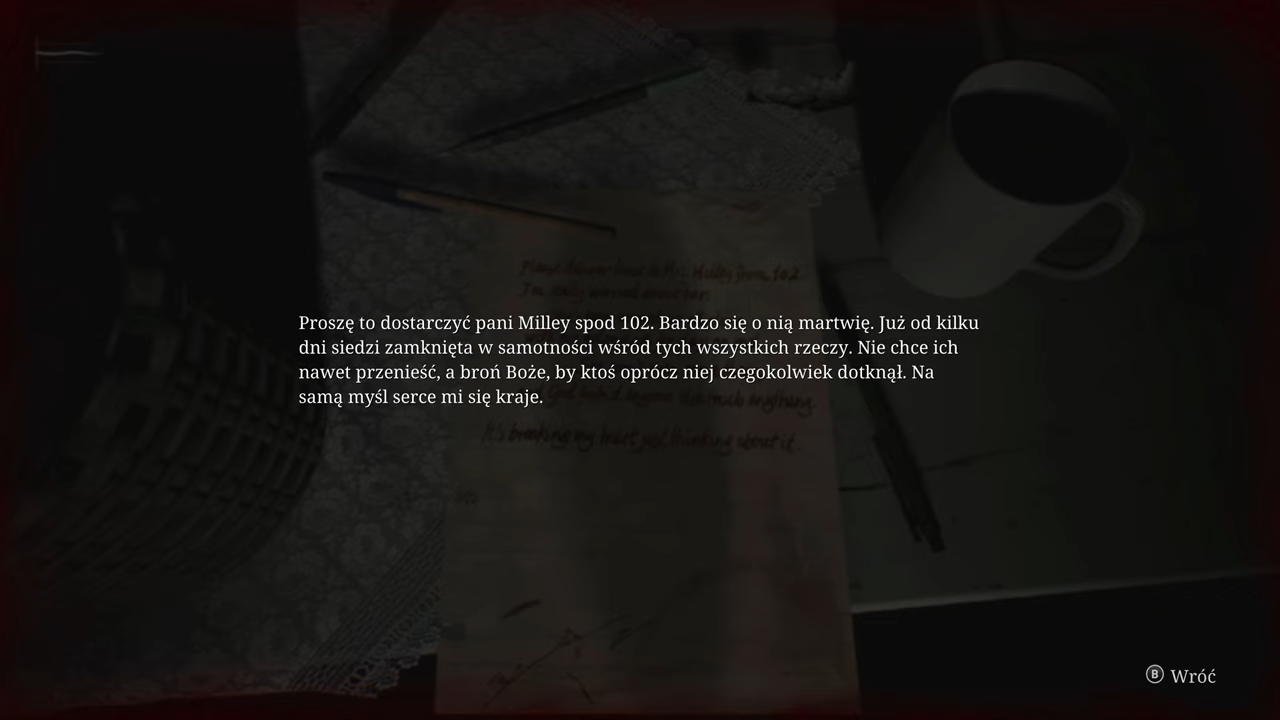 Proszę to dostarczyć pani Milley spod 102. Bardzo się o nią martwię. Już od kilku
dni siedzi zamknięta w samotności wśród tych wszystkich rzeczy. Nie chce ich
nawet przenieść, a broń Boże, by ktoś oprócz niej czegokolwiek dotknął. Na
samą myśl serce mi się kraje.
It's breaking my heart just thinking about it.
B Wróć